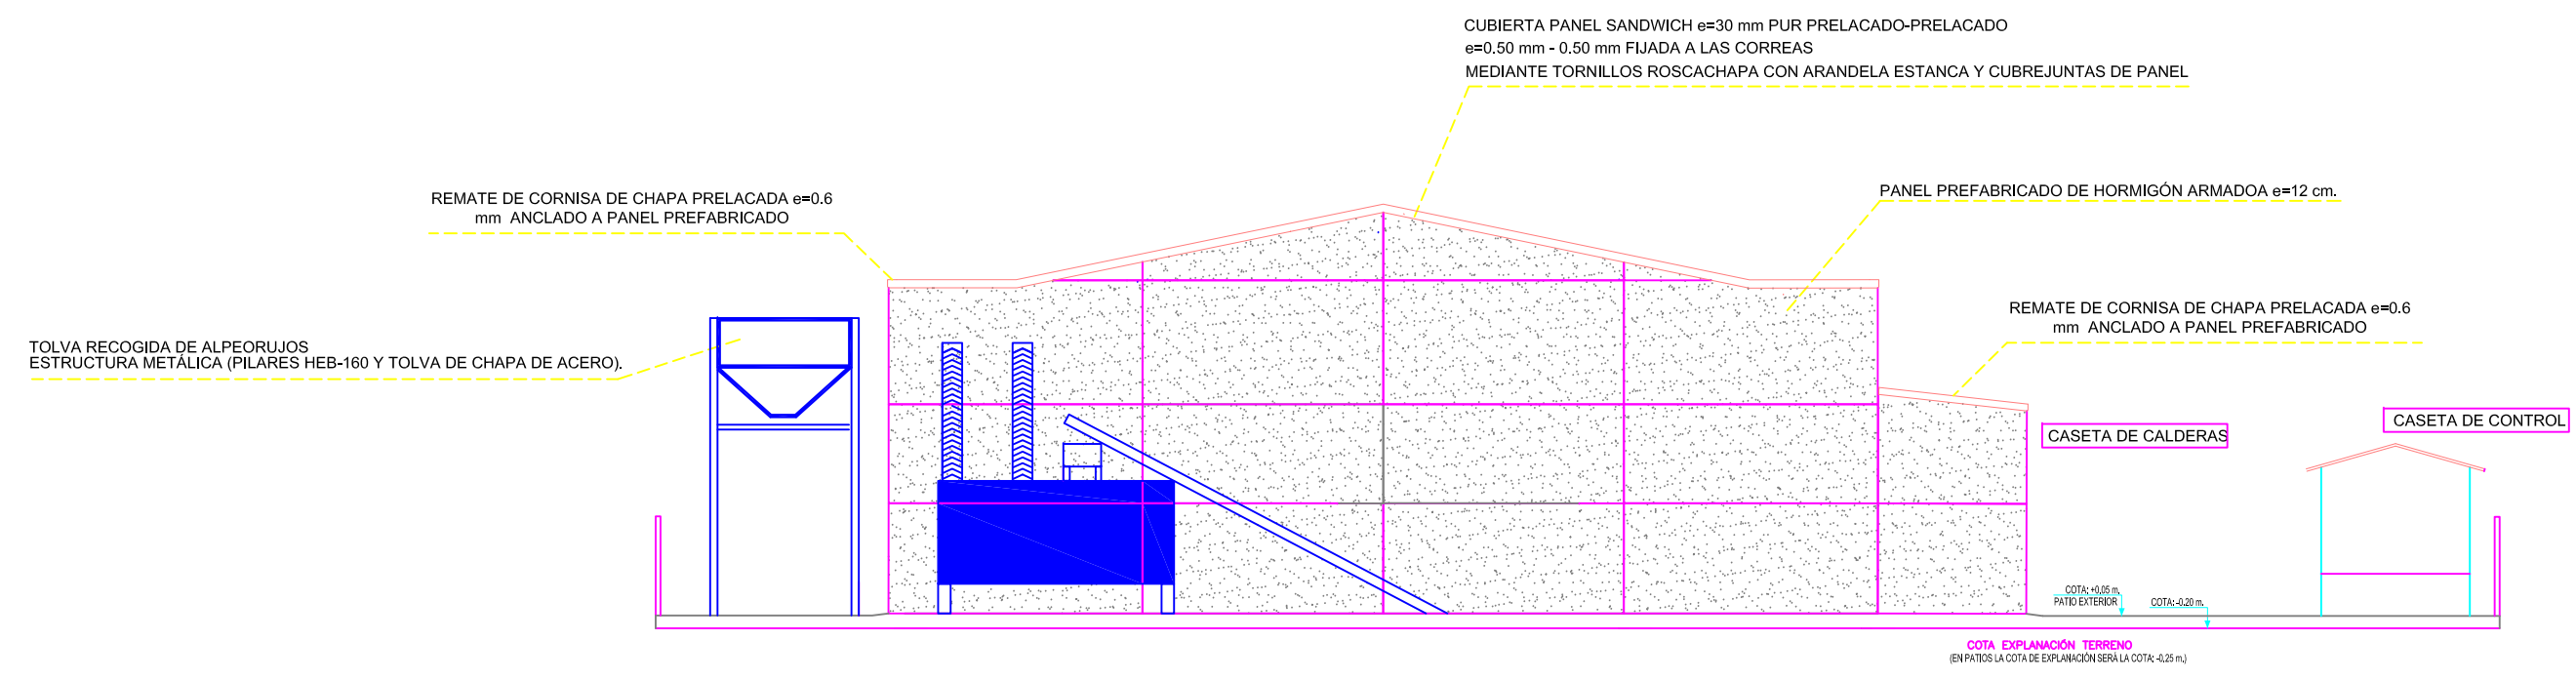 CUBIERTA PANEL SANDWICH e=30 mm PUR PRELACADO-PRELACADO
e=0.50 mm - 0.50 mm FIJADA A LAS CORREAS
MEDIANTE TORNILLOS ROSCACHAPA CON ARANDELA ESTANCA Y CUBREJUNTAS DE PANEL
REMATE DE CORNISA DE CHAPA PRELACADA e=0.6
mm ANCLADO A PANEL PREFABRICADO
PANEL PREFABRICADO DE HORMIGÓN ARMADOA e=12 cm.
REMATE DE CORNISA DE CHAPA PRELACADA e=0.6
mm ANCLADO A PANEL PREFABRICADO
TOLVA RECOGIDA DE ALPEORUJOS
ESTRUCTURA METÁLICA (PILARES HEB-160 Y TOLVA DE CHAPA DE ACERO).
CASETA DE CALDERAS
CASETA DE CONTROL
COTA: +0,05 m.
PATIO EXTERIOR
COTA: -0.20 m.
COTA EXPLANACIÓN TERRENO
(EN PATIOS LA COTA DE EXPLANACIÓN SERÁ LA COTA: -0,25 m.)